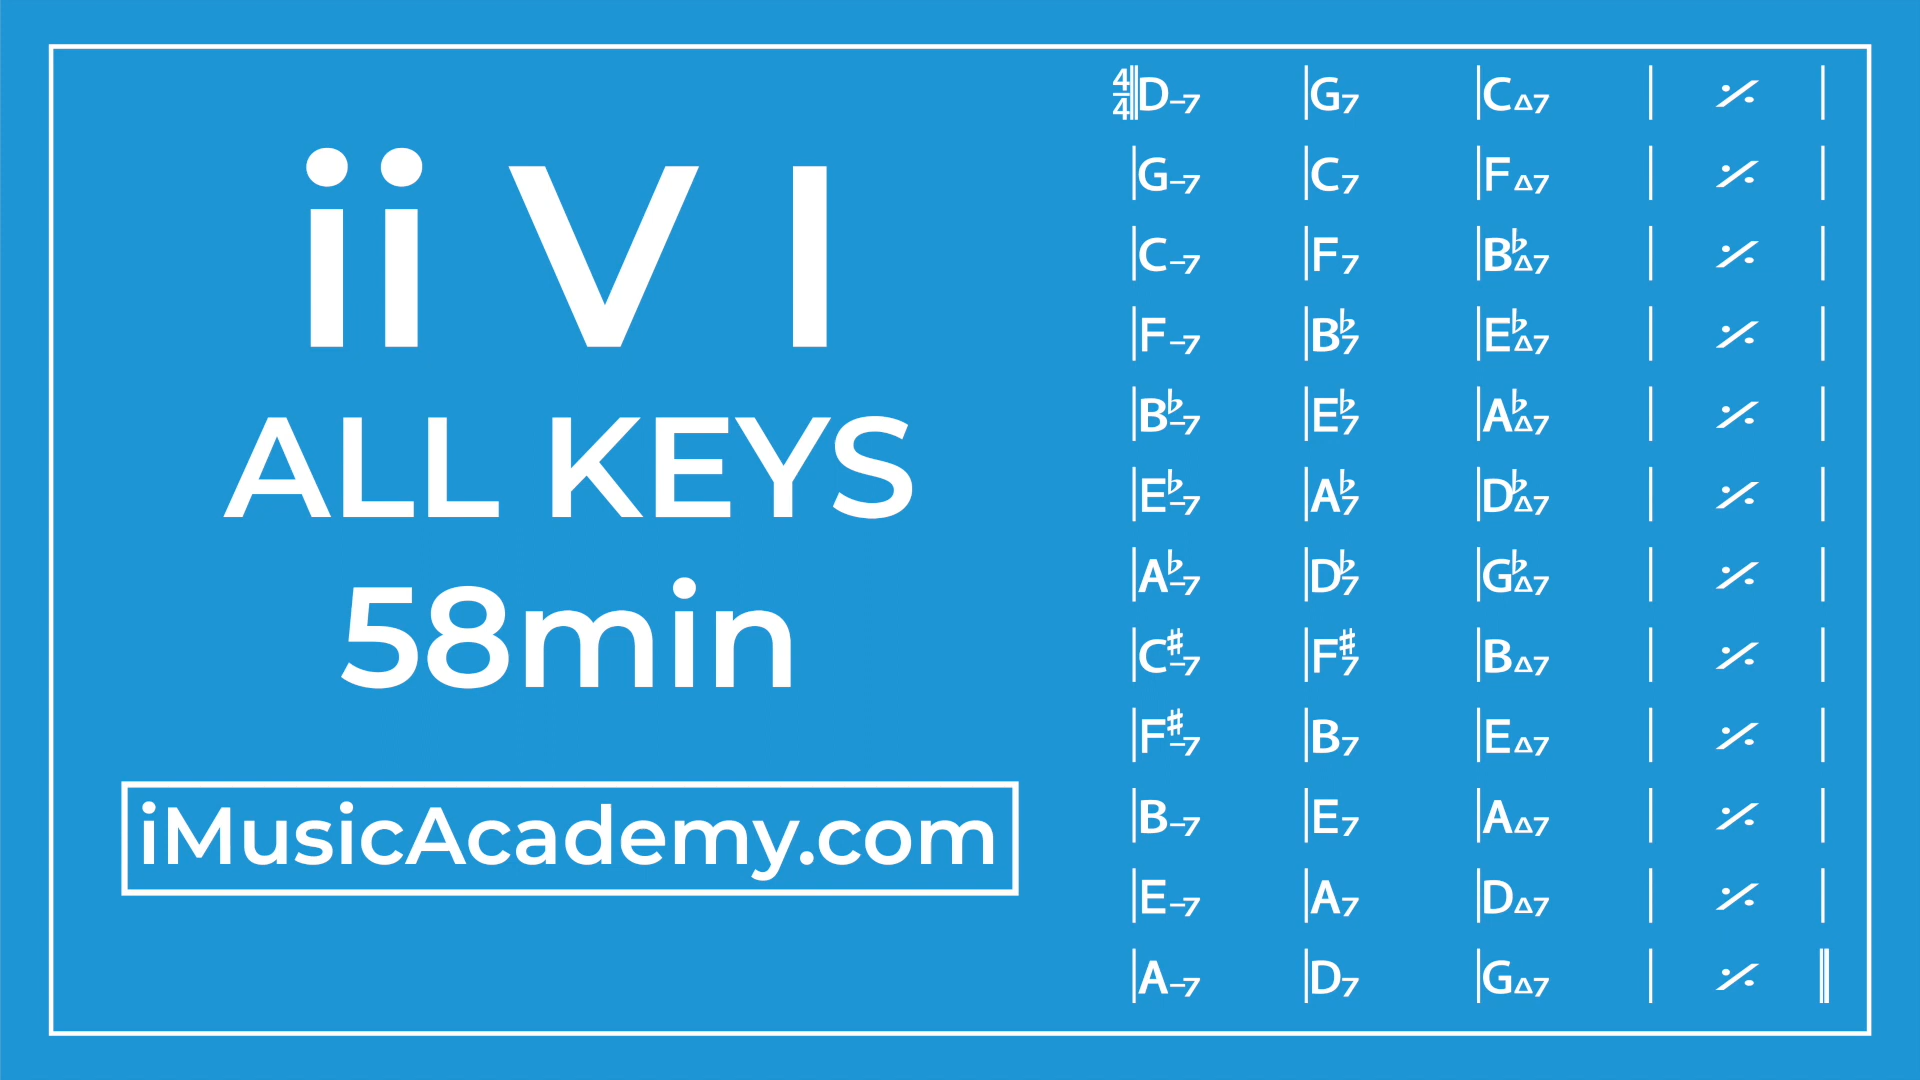 ii V I
ALL KEYS
58min
iMusicAcademy.com
4/4 D–7 | G7 | CΔ7 | 𝄎 |
| G–7 | C7 | FΔ7 | 𝄎 |
| C–7 | F7 | B♭Δ7 | 𝄎 |
| F–7 | B♭7 | E♭Δ7 | 𝄎 |
| B♭–7 | E♭7 | A♭Δ7 | 𝄎 |
| E♭–7 | A♭7 | D♭Δ7 | 𝄎 |
| A♭–7 | D♭7 | G♭Δ7 | 𝄎 |
| C♯–7 | F♯7 | BΔ7 | 𝄎 |
| F♯–7 | B7 | EΔ7 | 𝄎 |
| B–7 | E7 | AΔ7 | 𝄎 |
| E–7 | A7 | DΔ7 | 𝄎 |
| A–7 | D7 | GΔ7 | 𝄎 ||